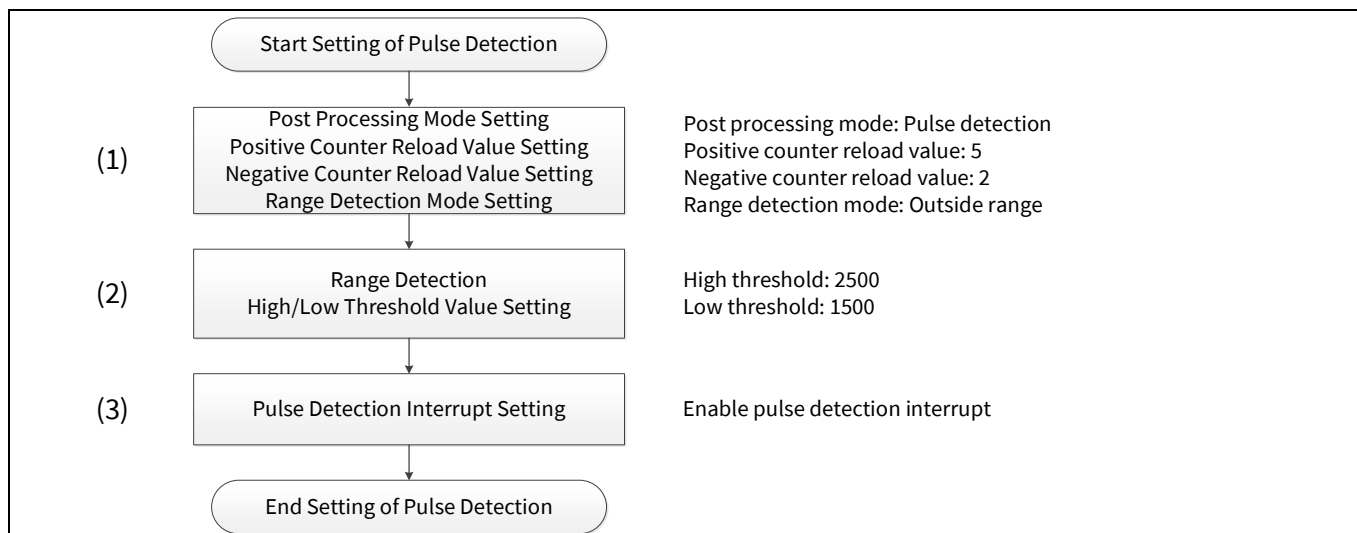 Start Setting of Pulse Detection
(1)
Post Processing Mode Setting
Positive Counter Reload Value Setting
Negative Counter Reload Value Setting
Range Detection Mode Setting
Post processing mode: Pulse detection
Positive counter reload value: 5
Negative counter reload value: 2
Range detection mode: Outside range
(2)
Range Detection
High/Low Threshold Value Setting
High threshold: 2500
Low threshold: 1500
(3)
Pulse Detection Interrupt Setting
Enable pulse detection interrupt
End Setting of Pulse Detection